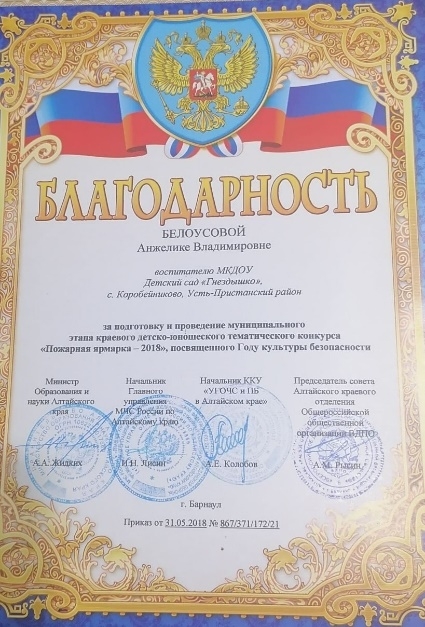 БЛАГОДАРНОСТЬ
БЕЛОУСОВОЙ
Анжелике Владимировне
воспитателю МКДОУ
Детский сад «Гнездышко»,
с. Коробейниково, Усть-Пристанский район
за подготовку и проведение муниципального
этапа краевого детско-юношеского тематического конкурса
«Пожарная ярмарка – 2018», посвященного Году культуры безопасности
Министр
Образования и
науки Алтайского
края
А.А. Жидких
Начальник
Главного
управления
МЧС России по
Алтайскому краю
И.Н. Лисин
Начальник ККУ
«УГОЧС и ПБ
в Алтайском крае»
А.Е. Колобов
Председатель совета
Алтайского краевого
отделения
Общероссийской
общественной
организации ВДПО
А.М. Рыкин
г. Барнаул
Приказ от 31.05.2018 № 867/371/172/21